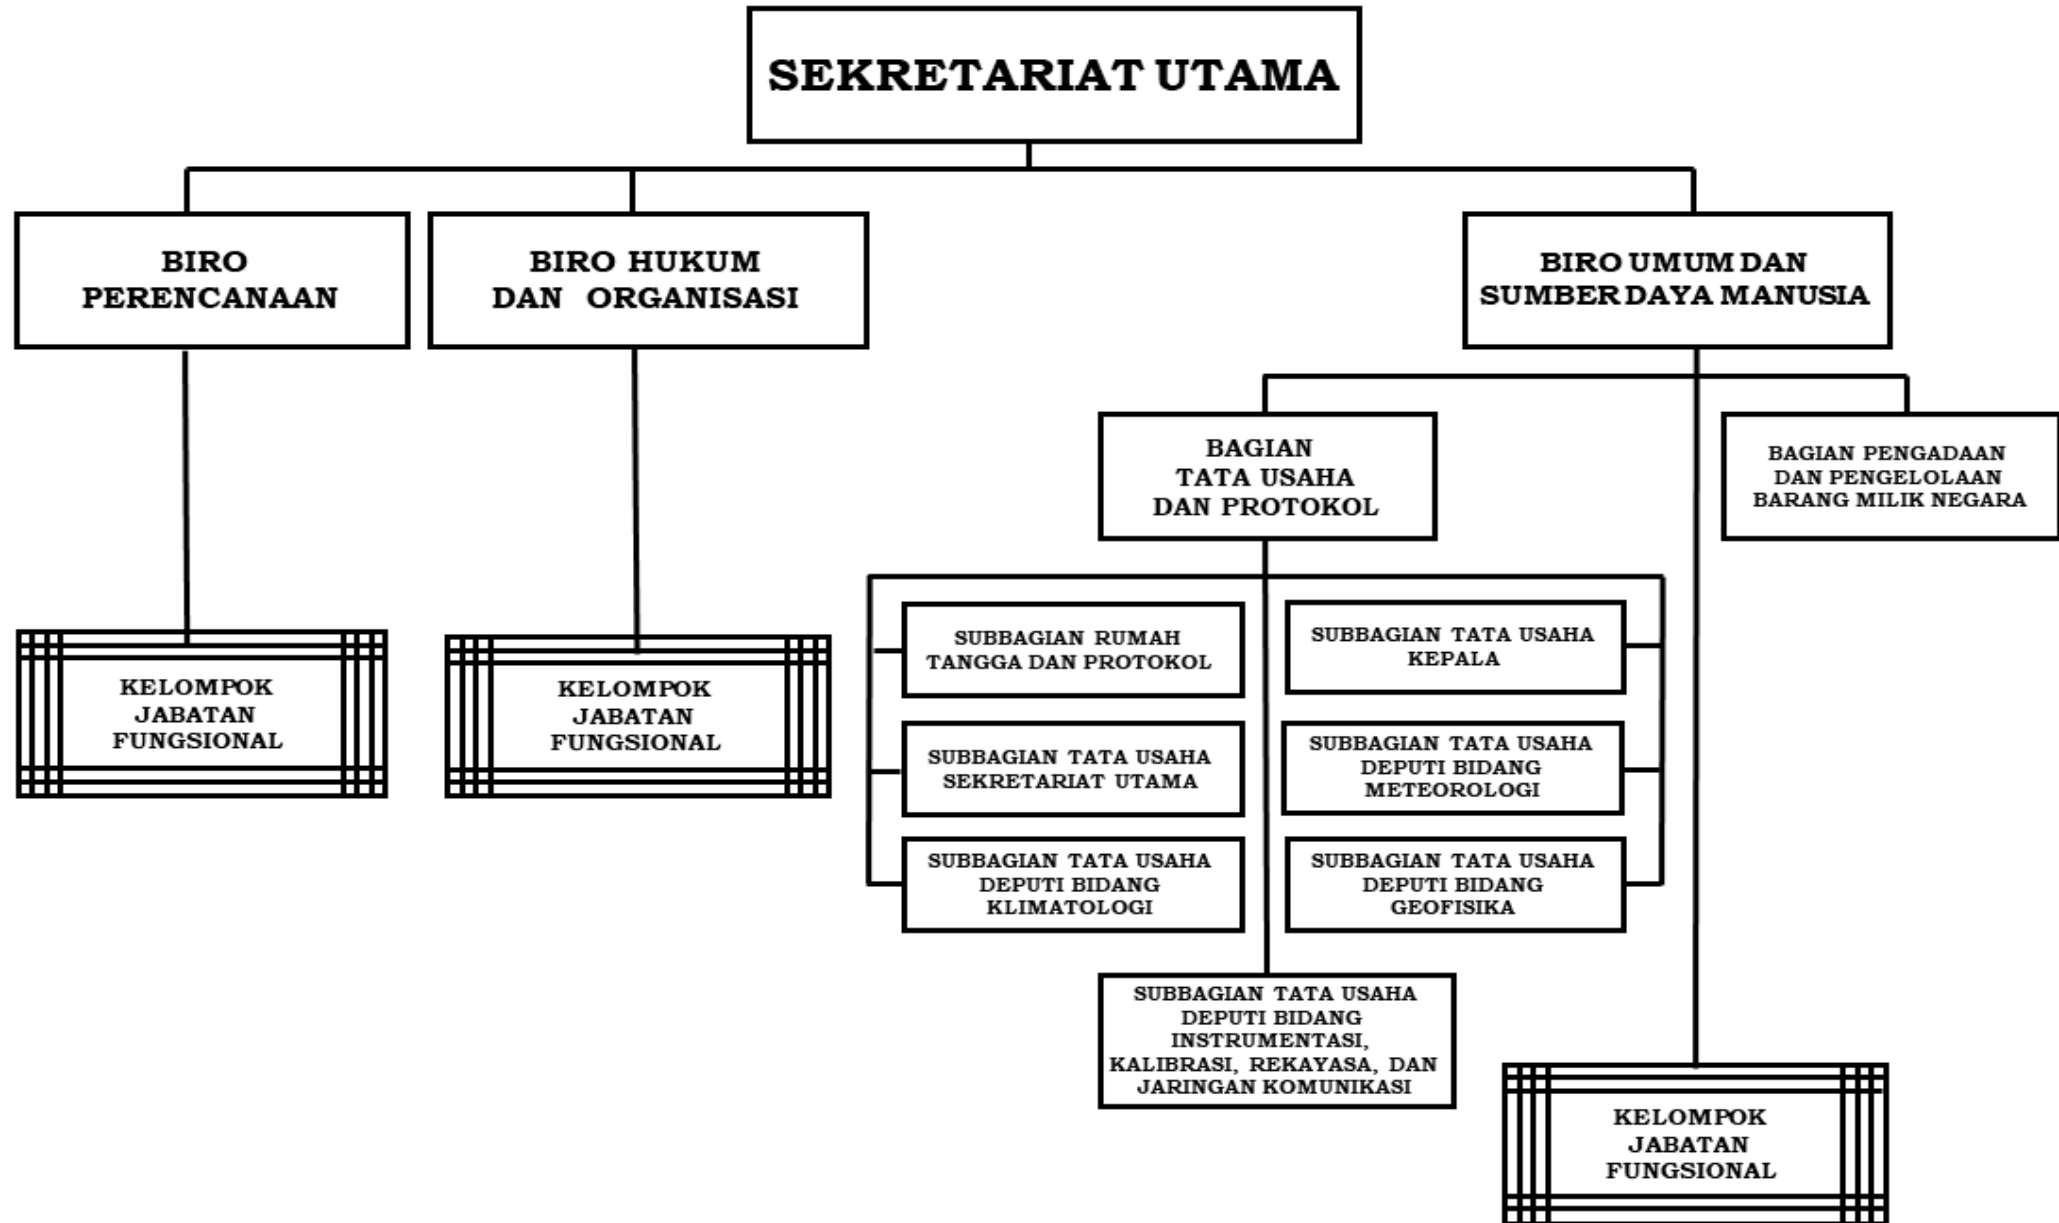 SEKRETARIAT UTAMA
BIRO
PERENCANAAN
BIRO HUKUM
DAN ORGANISASI
BIRO UMUM DAN
SUMBER DAYA MANUSIA
BAGIAN
TATA USAHA
DAN PROTOKOL
BAGIAN PENGADAAN
DAN PENGELOLAAN
BARANG MILIK NEGARA
KELOMPOK
JABATAN
FUNGSIONAL
KELOMPOK
JABATAN
FUNGSIONAL
SUBBAGIAN RUMAH
TANGGA DAN PROTOKOL
SUBBAGIAN TATA USAHA
KEPALA
SUBBAGIAN TATA USAHA
SEKRETARIAT UTAMA
SUBBAGIAN TATA USAHA
DEPUTI BIDANG
METEOROLOGI
SUBBAGIAN TATA USAHA
DEPUTI BIDANG
KLIMATOLOGI
SUBBAGIAN TATA USAHA
DEPUTI BIDANG
GEOFISIKA
SUBBAGIAN TATA USAHA
DEPUTI BIDANG
INSTRUMENTASI,
KALIBRASI, REKAYASA, DAN
JARINGAN KOMUNIKASI
KELOMPOK
JABATAN
FUNGSIONAL